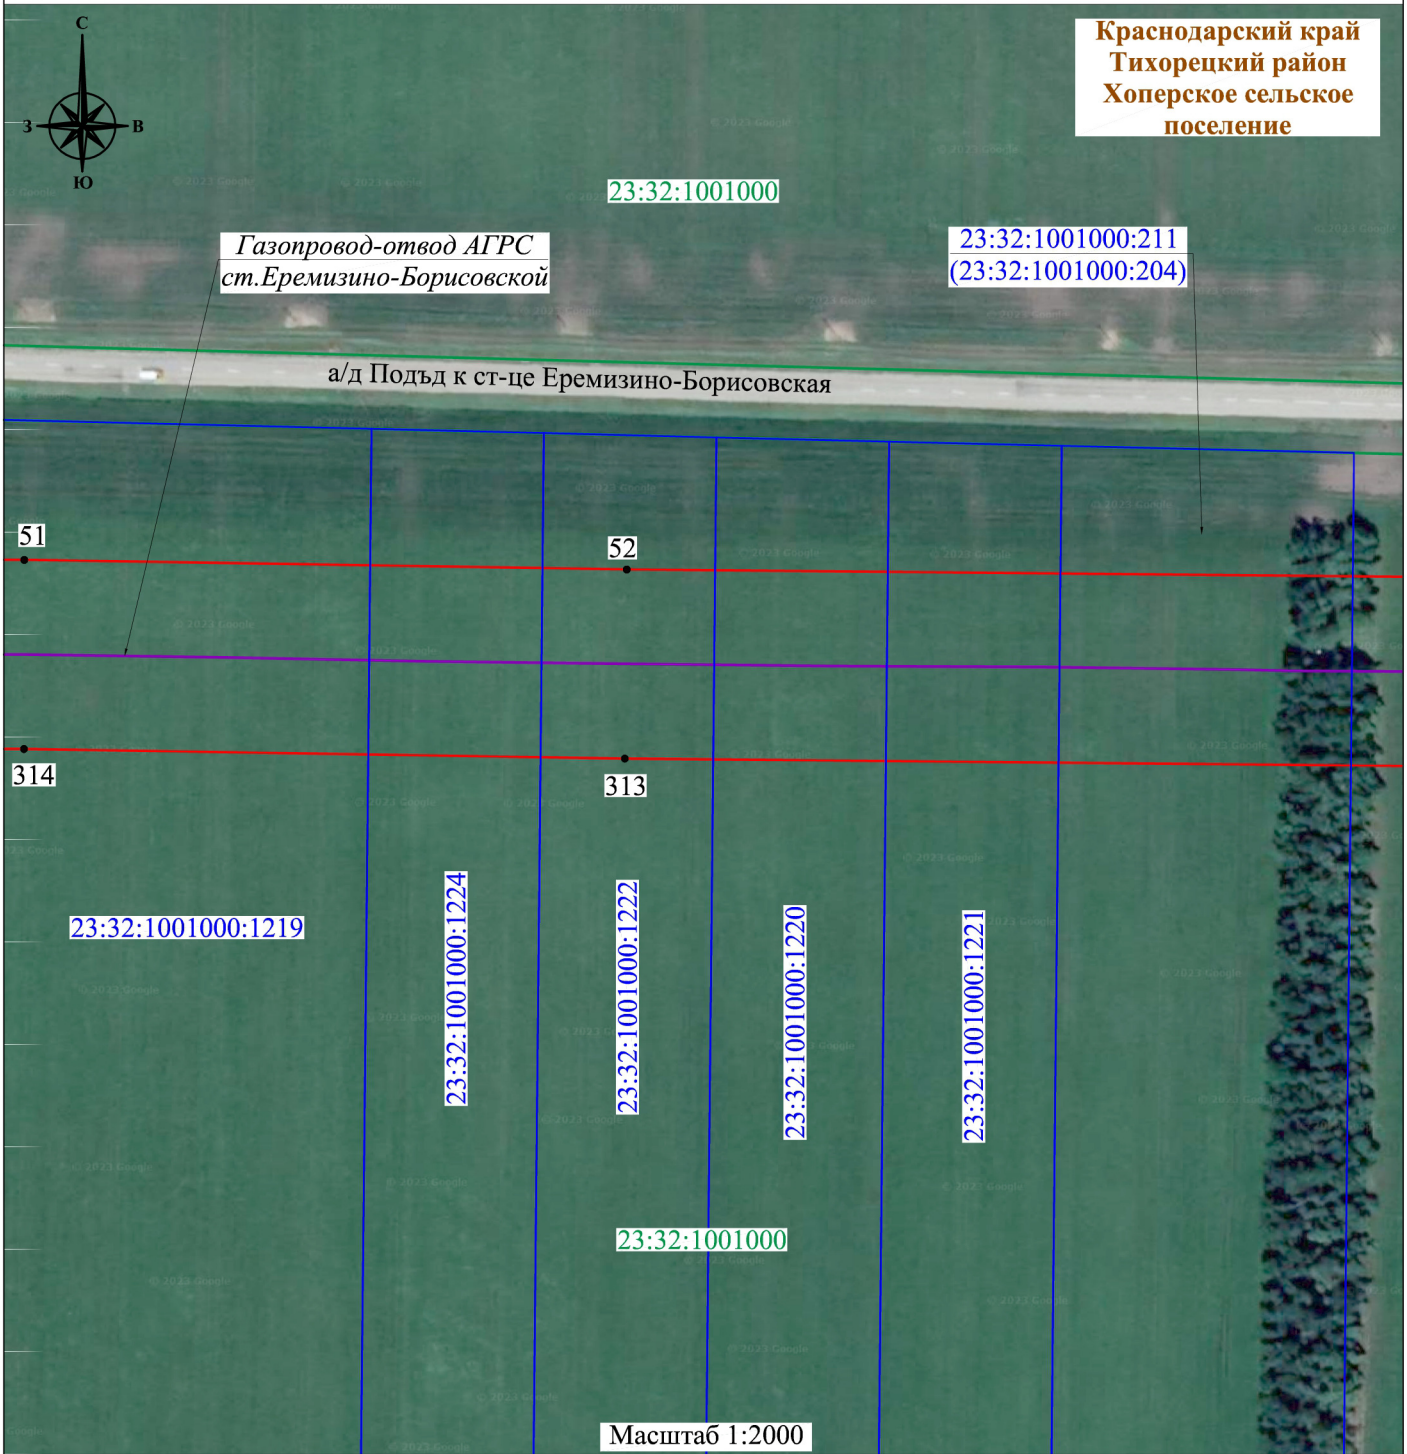 С
З
В
Ю
Краснодарский край
Тихорецкий район
Хоперское сельское
поселение
23:32:1001000
Газопровод-отвод АГРС
ст.Еремизино-Борисовской
23:32:1001000:211
(23:32:1001000:204)
а/д Подъд к ст-це Еремизино-Борисовская
51
52
314
313
23:32:1001000:1219
23:32:1001000:1224
23:32:1001000:1222
23:32:1001000:1220
23:32:1001000:1221
23:32:1001000
Масштаб 1:2000
© 2023 Google